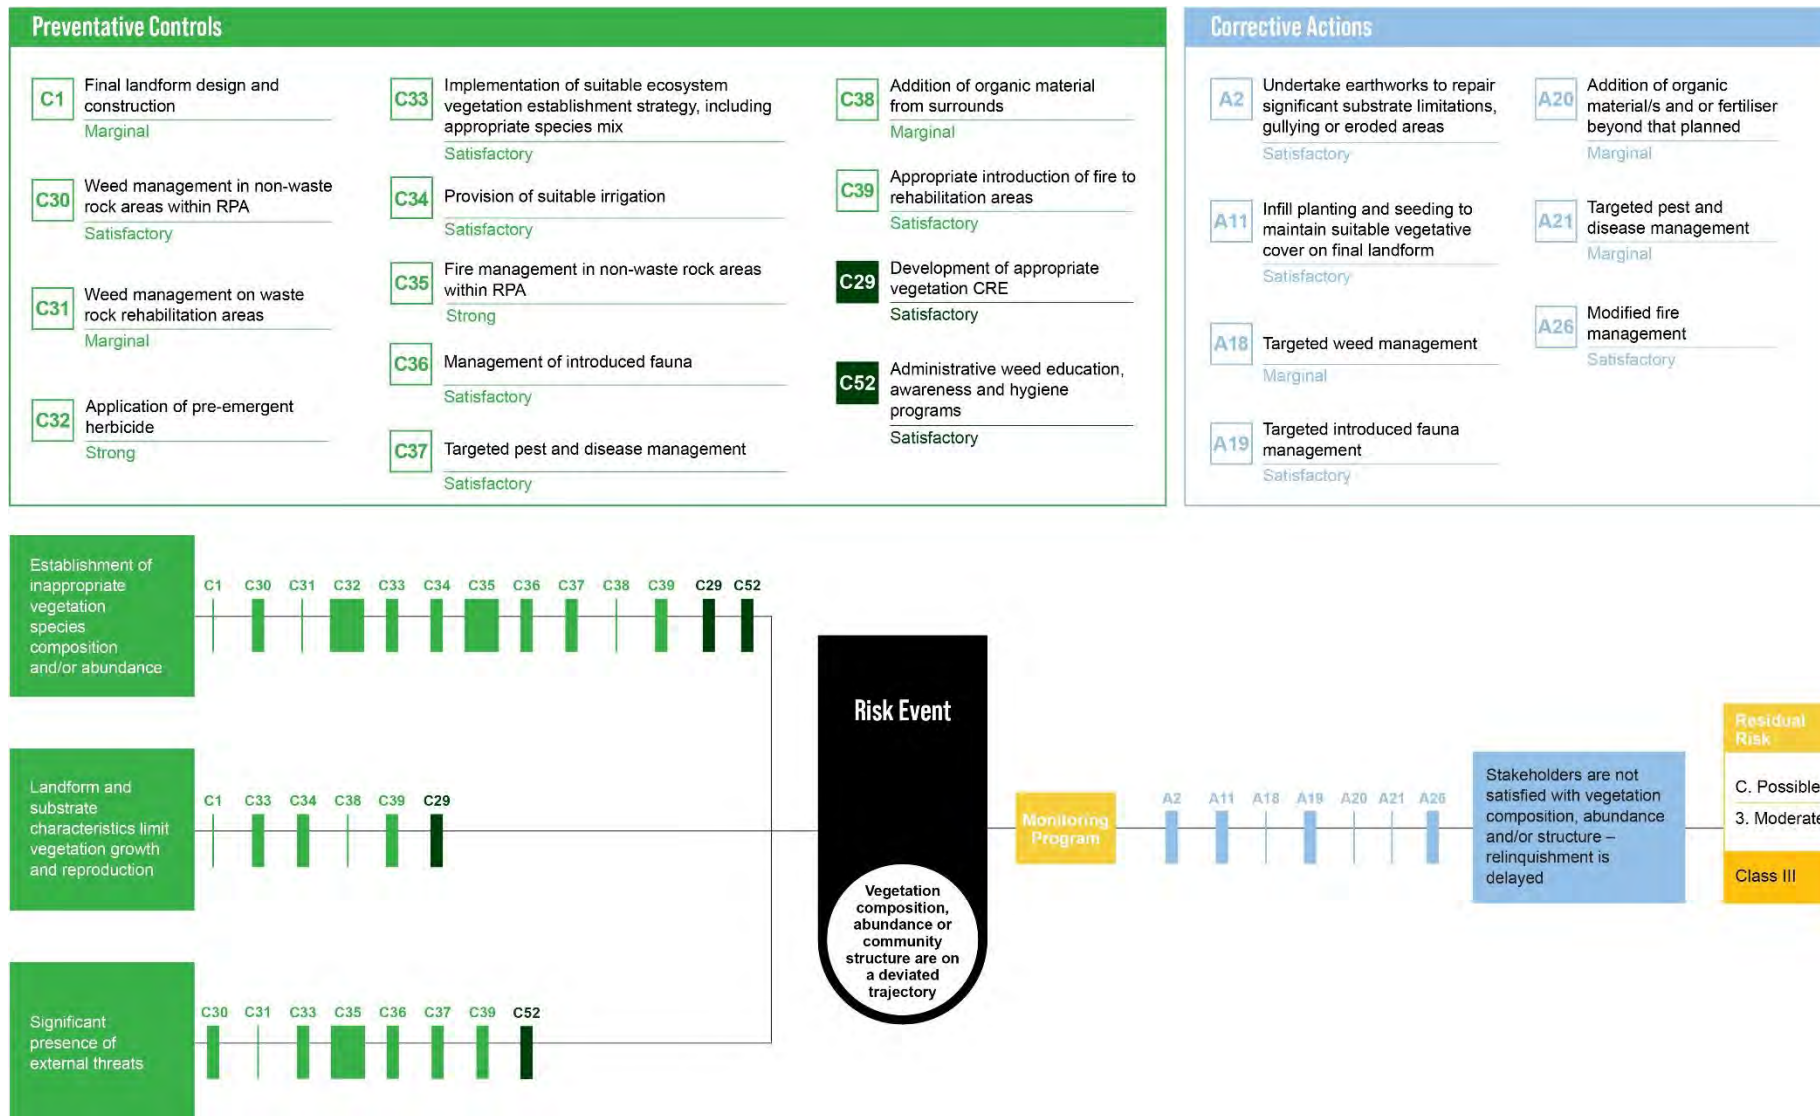 Preventative Controls
C1
Final landform design and
construction
Marginal
C30
Weed management in non-waste
rock areas within RPA
Satisfactory
C31
Weed management on waste
rock rehabilitation areas
Marginal
C32
Application of pre-emergent
herbicide
Strong
C33
Implementation of suitable ecosystem
vegetation establishment strategy, including
appropriate species mix
Satisfactory
C34
Provision of suitable irrigation
Satisfactory
C35
Fire management in non-waste rock areas
within RPA
Strong
C36
Management of introduced fauna
Satisfactory
C37
Targeted pest and disease management
Satisfactory
C38
Addition of organic material
from surrounds
Marginal
C39
Appropriate introduction of fire to
rehabilitation areas
Satisfactory
C29
Development of appropriate
vegetation CRE
Satisfactory
C52
Administrative weed education,
awareness and hygiene
programs
Satisfactory
Corrective Actions
A2
Undertake earthworks to repair
significant substrate limitations,
gullying or eroded areas
Satisfactory
A11
Infill planting and seeding to
maintain suitable vegetative
cover on final landform
Satisfactory
A18
Targeted weed management
Marginal
A19
Targeted introduced fauna
management
Satisfactory
A20
Addition of organic
material/s and or fertiliser
beyond that planned
Marginal
A21
Targeted pest and
disease management
Marginal
A26
Modified fire
management
Satisfactory
Establishment of
inappropriate
vegetation
species
composition
and/or abundance
C1 C30 C31 C32 C33 C34 C35 C36 C37 C38 C39 C29 C52
Landform and
substrate
characteristics limit
vegetation growth
and reproduction
C1 C33 C34 C38 C39 C29
Significant
presence of
external threats
C30 C31 C33 C35 C36 C37 C39 C52
Risk Event
Vegetation
composition,
abundance or
community
structure are on
a deviated
trajectory
Monitoring
Program
A2 A11 A18 A19 A20 A21 A26
Stakeholders are not
satisfied with vegetation
composition, abundance
and/or structure –
relinquishment is
delayed
Residual
Risk
C. Possible
3. Moderate
Class III